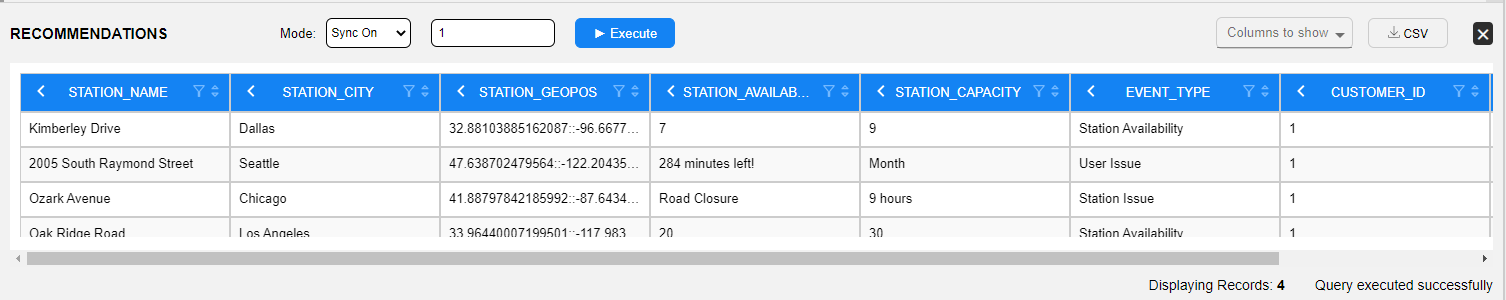 RECOMMENDATIONS Mode: Sync On 1 Execute Columns to show CSV
STATION_NAME STATION_CITY STATION_GEOPOS STATION_AVAILAB... STATION_CAPACITY EVENT_TYPE CUSTOMER_ID
Kimberley Drive Dallas 32.88103885162087::-96.6677... 7 9 Station Availability 1
2005 South Raymond Street Seattle 47.638702479564::-122.20435... 284 minutes left! Month User Issue 1
Ozark Avenue Chicago 41.88797842185992::-87.6434... Road Closure 9 hours Station Issue 1
Oak Ridge Road Los Angeles 33.96440007199501::-117.983... 20 30 Station Availability 1
Displaying Records: 4 Query executed successfully